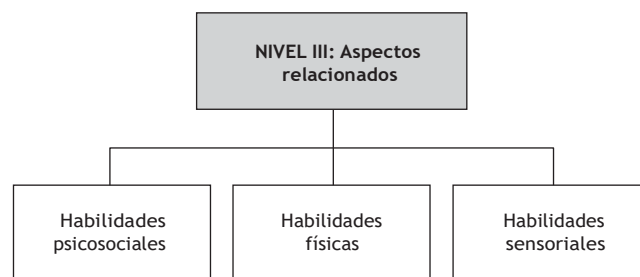 NIVEL III: Aspectos
relacionados
Habilidades
psicosociales
Habilidades
físicas
Habilidades
sensoriales